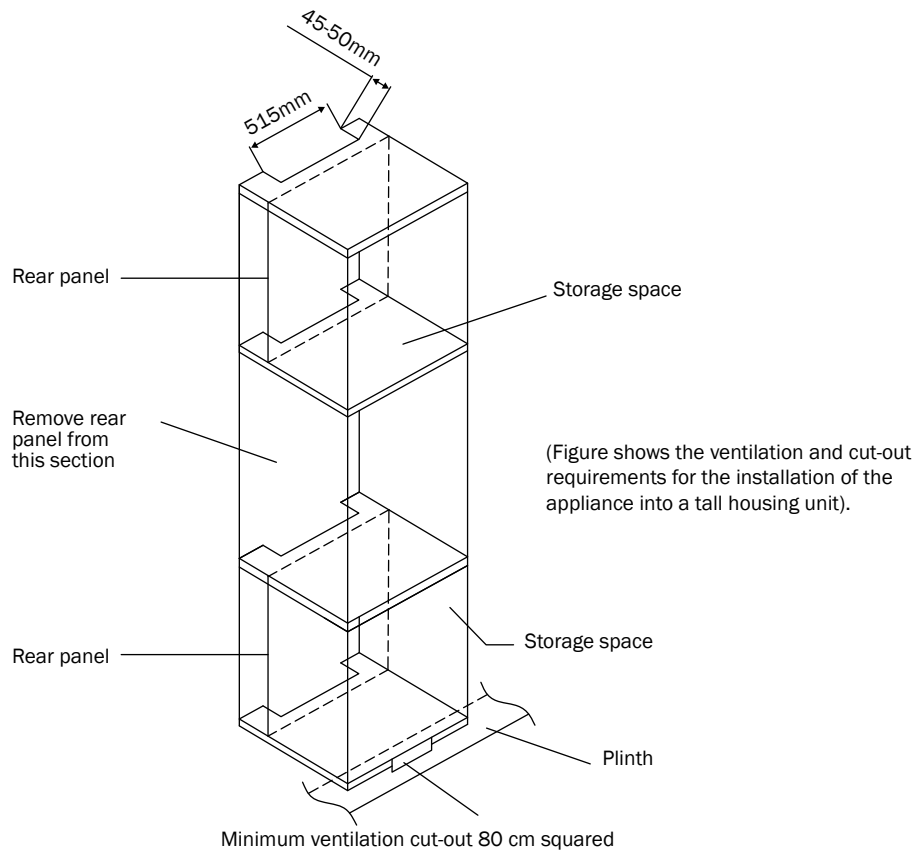 45-50mm
515mm
Rear panel
Storage space
Remove rear
panel from
this section
(Figure shows the ventilation and cut-out
requirements for the installation of the
appliance into a tall housing unit).
Storage space
Rear panel
Plinth
Minimum ventilation cut-out 80 cm squared